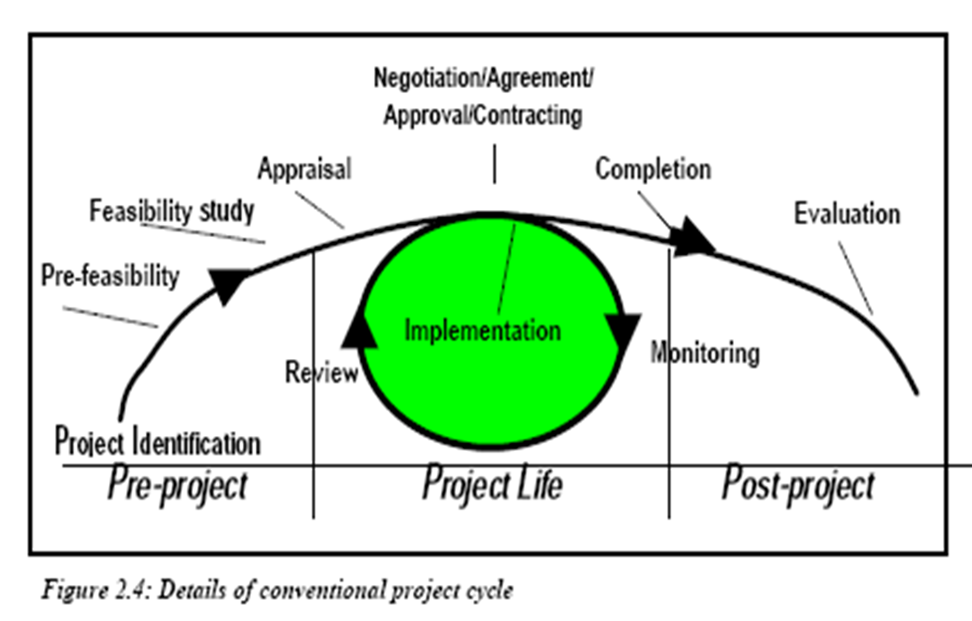 Negotiation/Agreement/
Approval/Contracting
Appraisal
Completion
Feasibility study
Evaluation
Pre-feasibility
Implementation
Monitoring
Review
Project Identification
Pre-project
Project Life
Post-project
Figure 2.4: Details of conventional project cycle